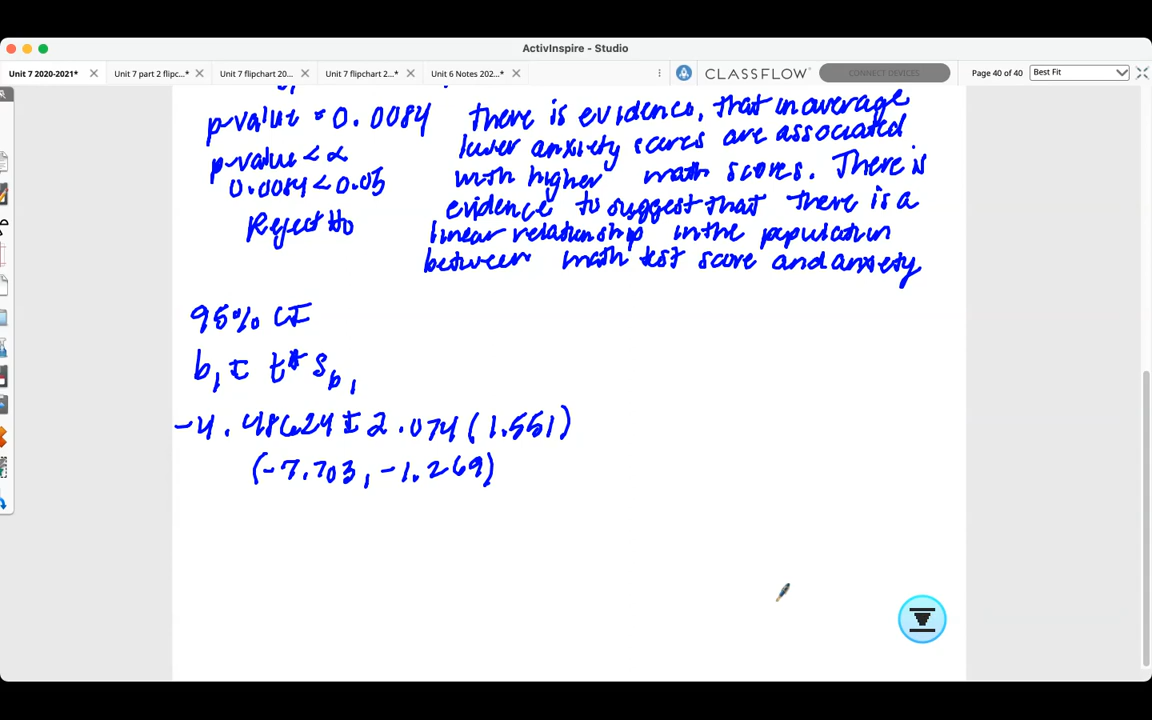 ActivInspire - Studio
Unit 7 2020-2021* Unit 7 part 2 flipc...* Unit 7 flipchart 20... Unit 7 flipchart 2...* Unit 6 Notes 202...* CLASSFLOW CONNECT DEVICES Page 40 of 40 Best Fit
p-value = 0.0084
p-value < α
0.0084 < 0.05
Reject H0
there is evidence, that on average
lower anxiety scores are associated
with higher math scores. There is
evidence to suggest that there is a
linear relationship in the population
between math test score and anxiety
95% CI
b1 ± t* Sb1
-4.48624 ± 2.074 (1.551)
(-7.703, -1.269)